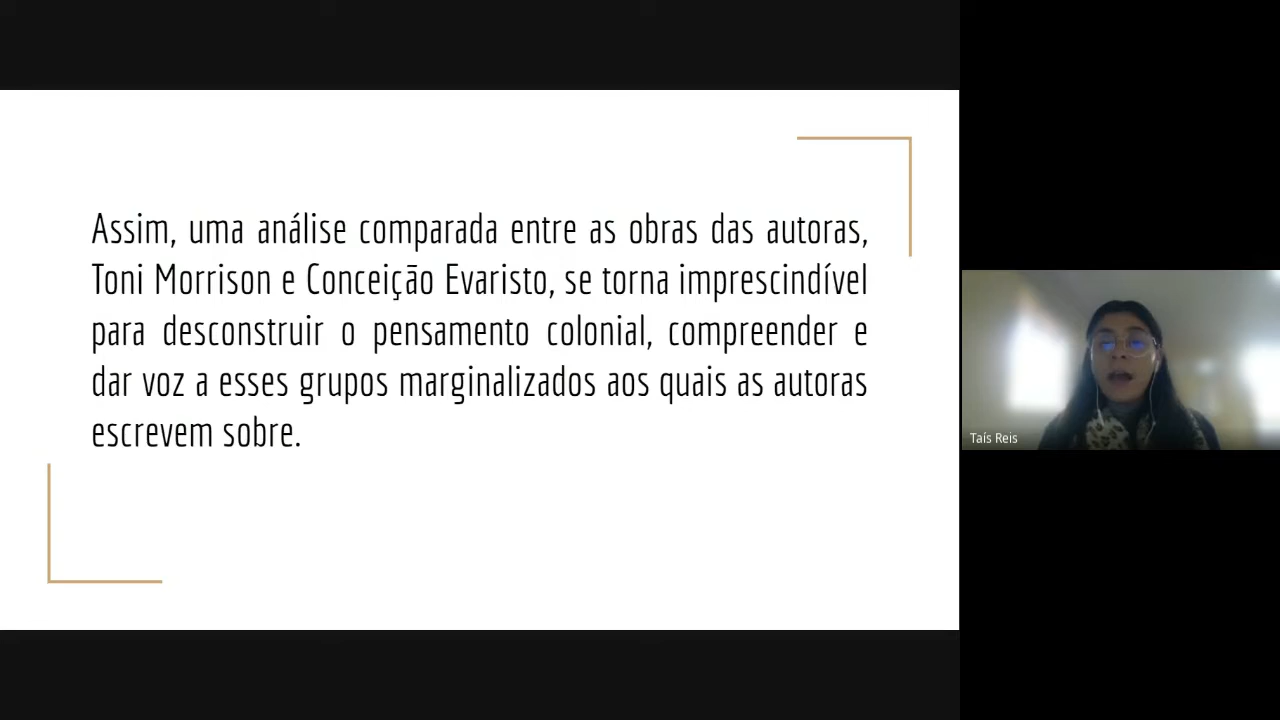 Assim, uma análise comparada entre as obras das autoras,
Toni Morrison e Conceição Evaristo, se torna imprescindível
para desconstruir o pensamento colonial, compreender e
dar voz a esses grupos marginalizados aos quais as autoras
escrevem sobre.
Taís Reis